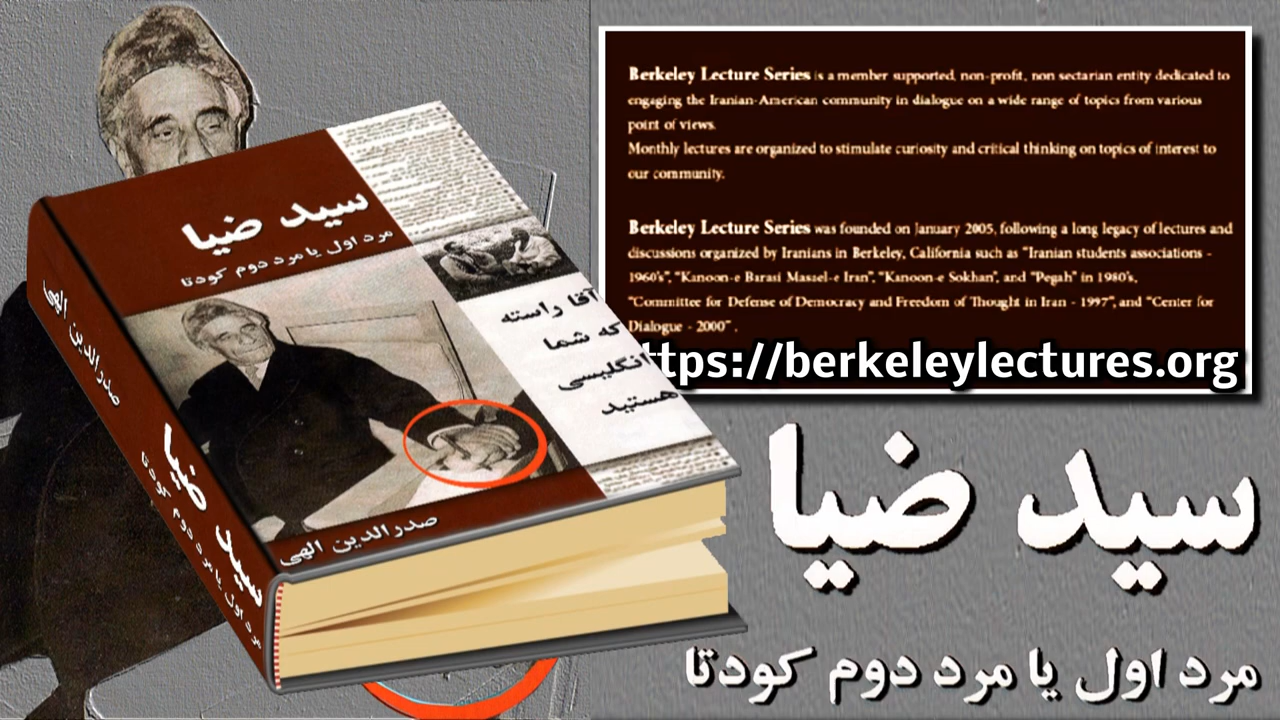 سید ضیا
مرد اول یا مرد دوم کودتا
آقا راسته
که شما
انگلیسی
هستید
صدرالدین الهی
صدرالدین الهی
سید ضیا
مرد اول یا مرد دوم کودتا
Berkeley Lecture Series is a member supported, non-profit, non sectarian entity dedicated to
engaging the Iranian-American community in dialogue on a wide range of topics from various
point of views.
Monthly lectures are organized to stimulate curiosity and critical thinking on topics of interest to
our community.
Berkeley Lecture Series was founded on January 2005, following a long legacy of lectures and
discussions organized by Iranians in Berkeley, California such as "Iranian students associations -
1960's", "Kanoon-e Barasi Masael-e Iran", "Kanoon-e Sokhan", and "Pegah" in 1980's,
"Committee for Defense of Democracy and Freedom of Thought in Iran - 1997", and "Center for
Dialogue - 2000" .
ttps://berkeleylectures.org
سید ضیا
مرد اول یا مرد دوم کودتا